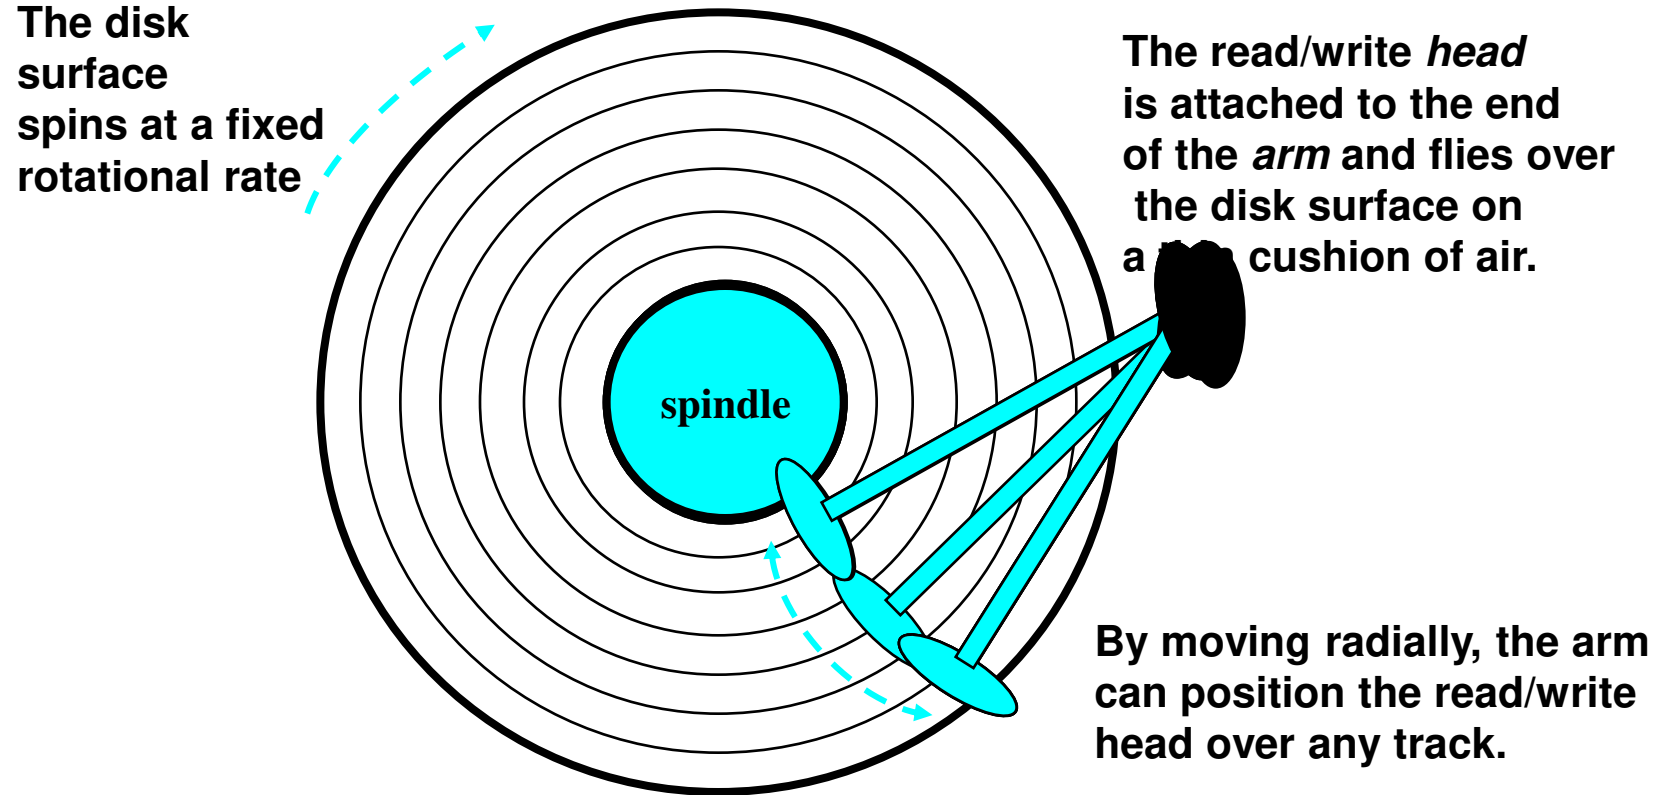 The disk
surface
spins at a fixed
rotational rate
The read/write head
is attached to the end
of the arm and flies over
the disk surface on
a cushion of air.
spindle
By moving radially, the arm
can position the read/write
head over any track.